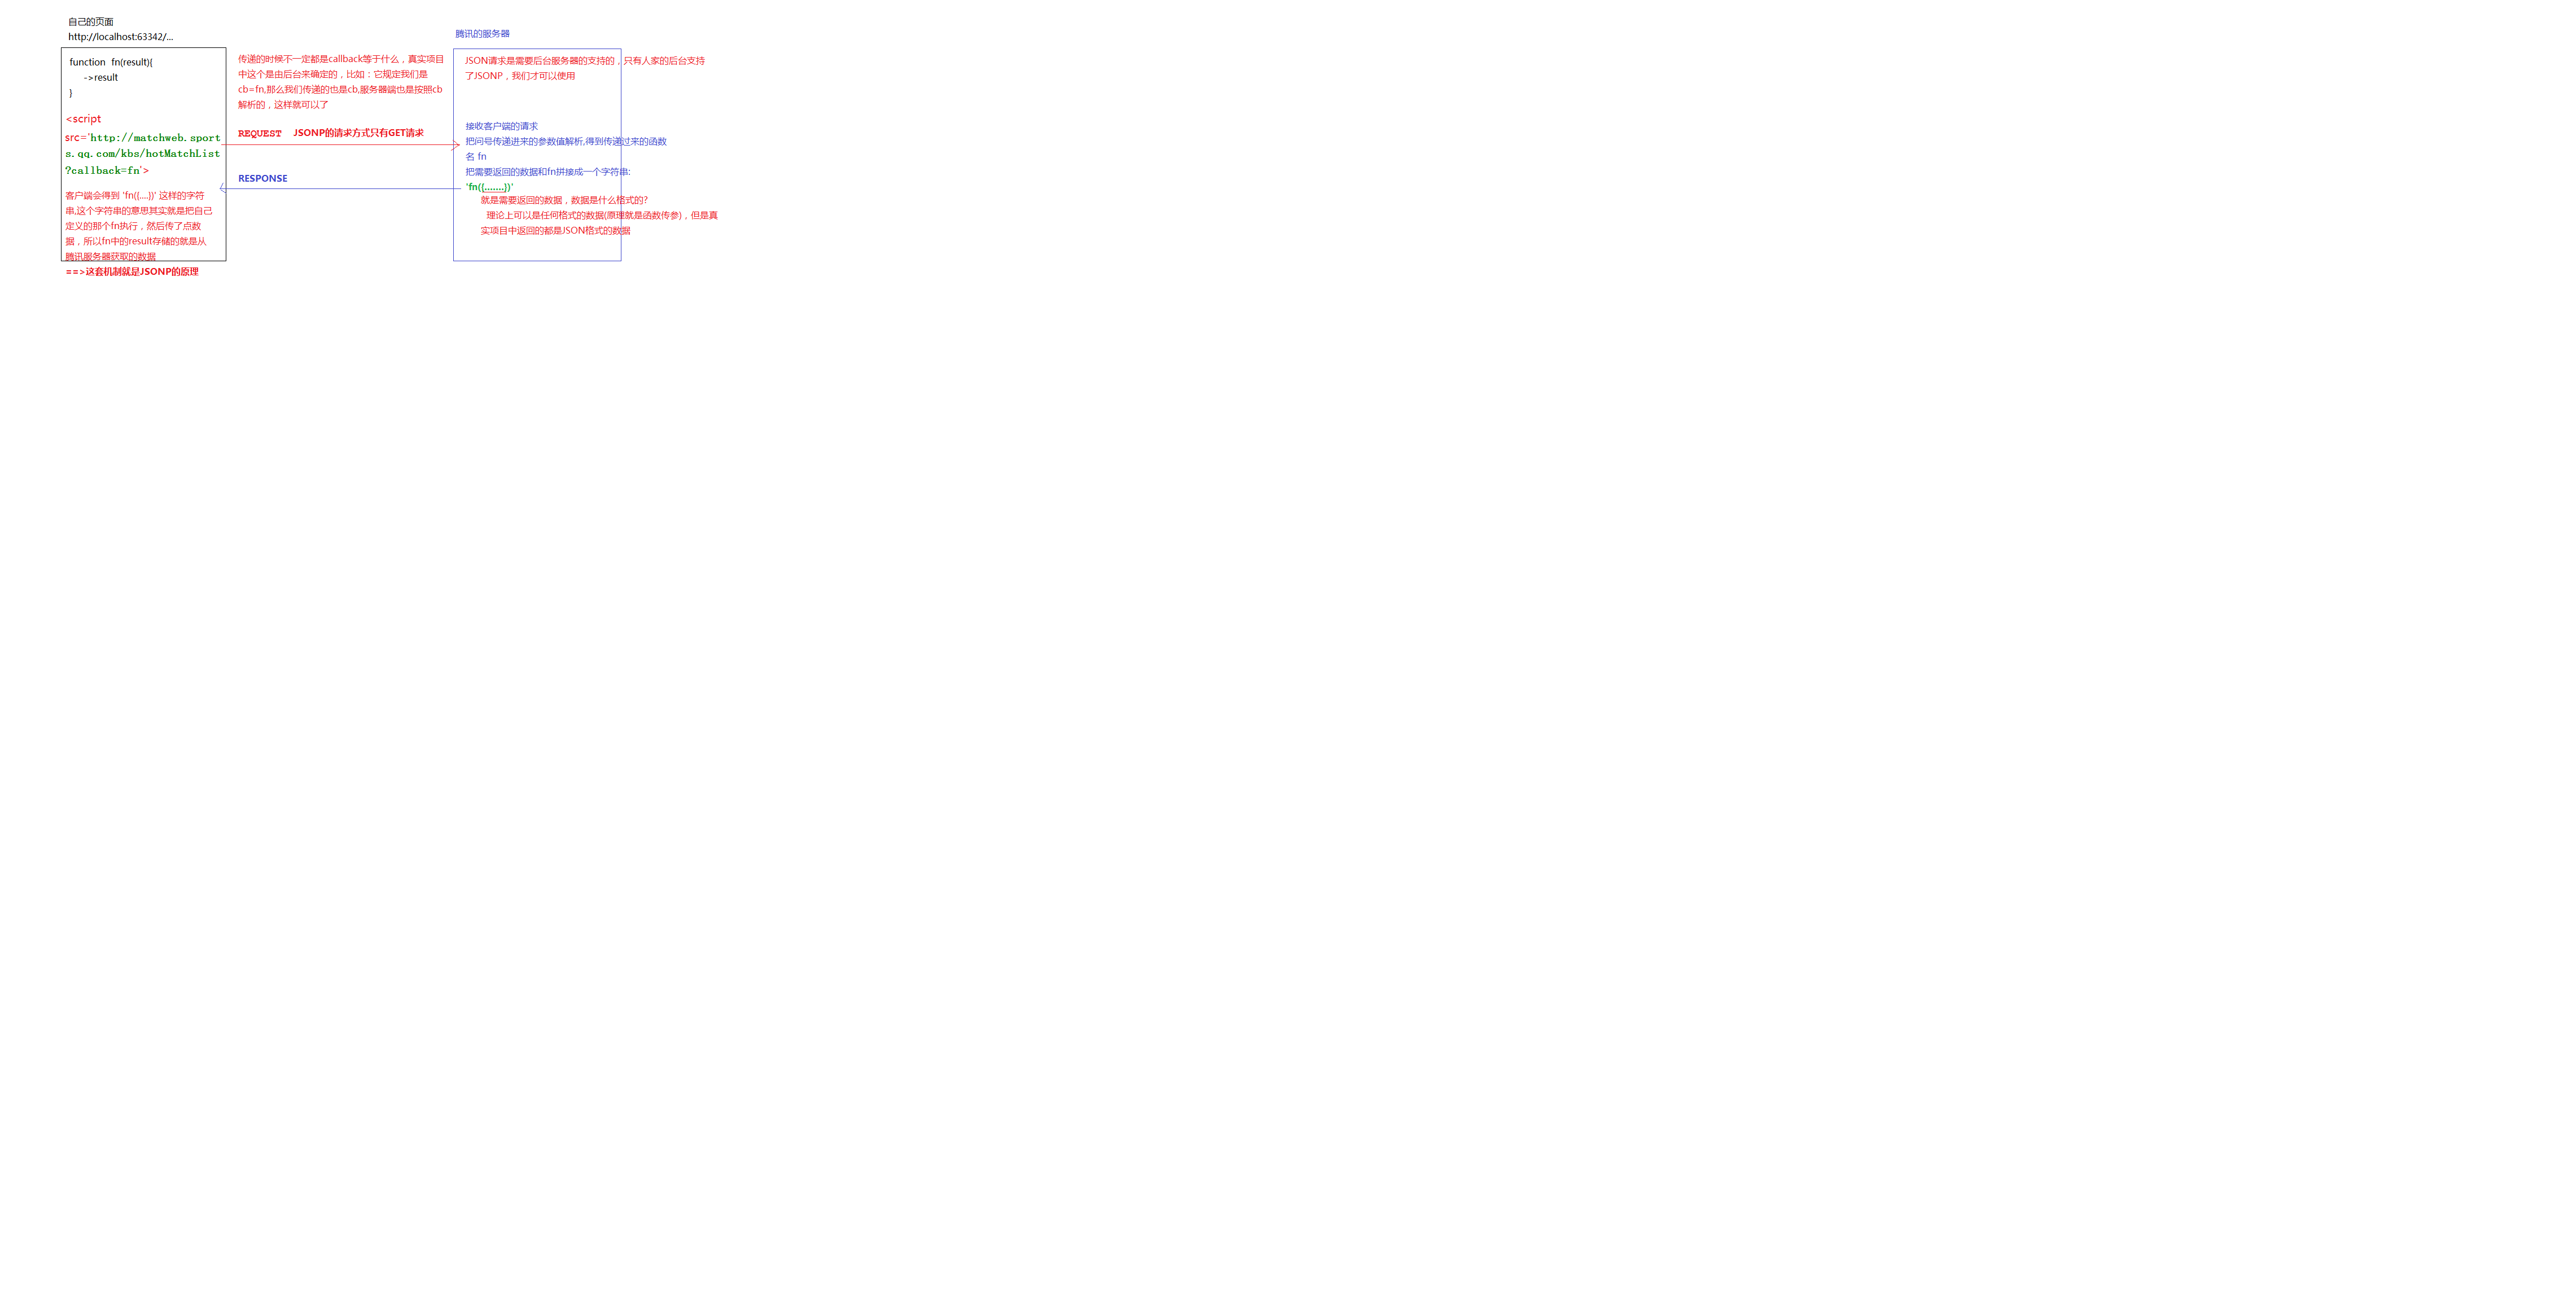 自己的页面
http://localhost:63342/...
function fn(result){
->result
}
<script
src='http://matchweb.sport
s.qq.com/kbs/hotMatchList
?callback=fn'>
客户端会得到 'fn({....})' 这样的字符
串,这个字符串的意思其实就是把自己
定义的那个fn执行，然后传了点数
据，所以fn中的result存储的就是从
腾讯服务器获取的数据
==>这套机制就是JSONP的原理
传递的时候不一定都是callback等于什么，真实项目
中这个是由后台来确定的，比如：它规定我们是
cb=fn,那么我们传递的也是cb,服务器端也是按照cb
解析的，这样就可以了
REQUEST JSONP的请求方式只有GET请求
RESPONSE
腾讯的服务器
JSON请求是需要后台服务器的支持的，只有人家的后台支持
了JSONP，我们才可以使用
接收客户端的请求
把问号传递进来的参数值解析,得到传递过来的函数
名 fn
把需要返回的数据和fn拼接成一个字符串:
'fn({.......})'
就是需要返回的数据，数据是什么格式的?
理论上可以是任何格式的数据(原理就是函数传参)，但是真
实项目中返回的都是JSON格式的数据